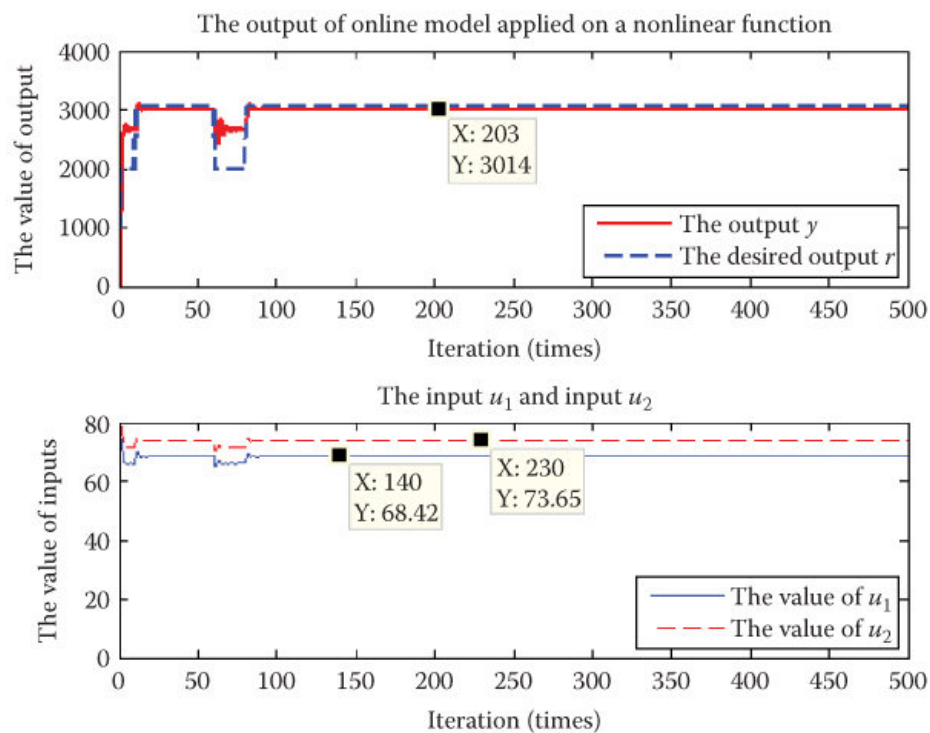 The output of online model applied on a nonlinear function
The value of output
4000
3000
2000
1000
0
X: 203
Y: 3014
The output y
The desired output r
0 50 100 150 200 250 300 350 400 450 500
Iteration (times)
The input u₁ and input u₂
The value of inputs
80
60
40
20
0
X: 140
Y: 68.42
X: 230
Y: 73.65
The value of u₁
The value of u₂
0 50 100 150 200 250 300 350 400 450 500
Iteration (times)